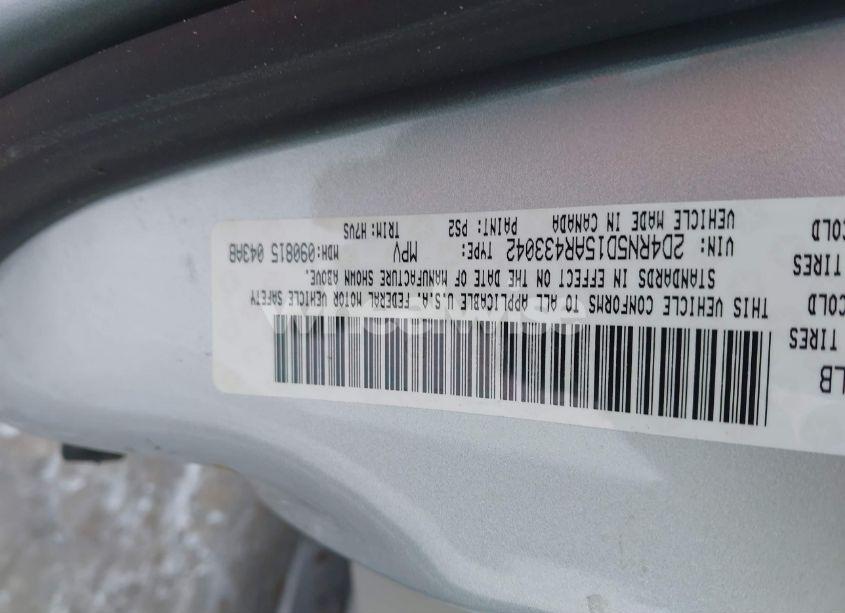 LB
TIRES
COLD
TIRES
COLD
THIS VEHICLE CONFORMS TO ALL APPLICABLE U.S.A. FEDERAL MOTOR VEHICLE SAFETY
STANDARDS IN EFFECT ON THE DATE OF MANUFACTURE SHOWN ABOVE.
VIN: 2D4RN5D15AR433042 TYPE: MPV MDH:090815 043AB
VEHICLE MADE IN CANADA PAINT: PS2 TRIM: H7VS
wheelwise